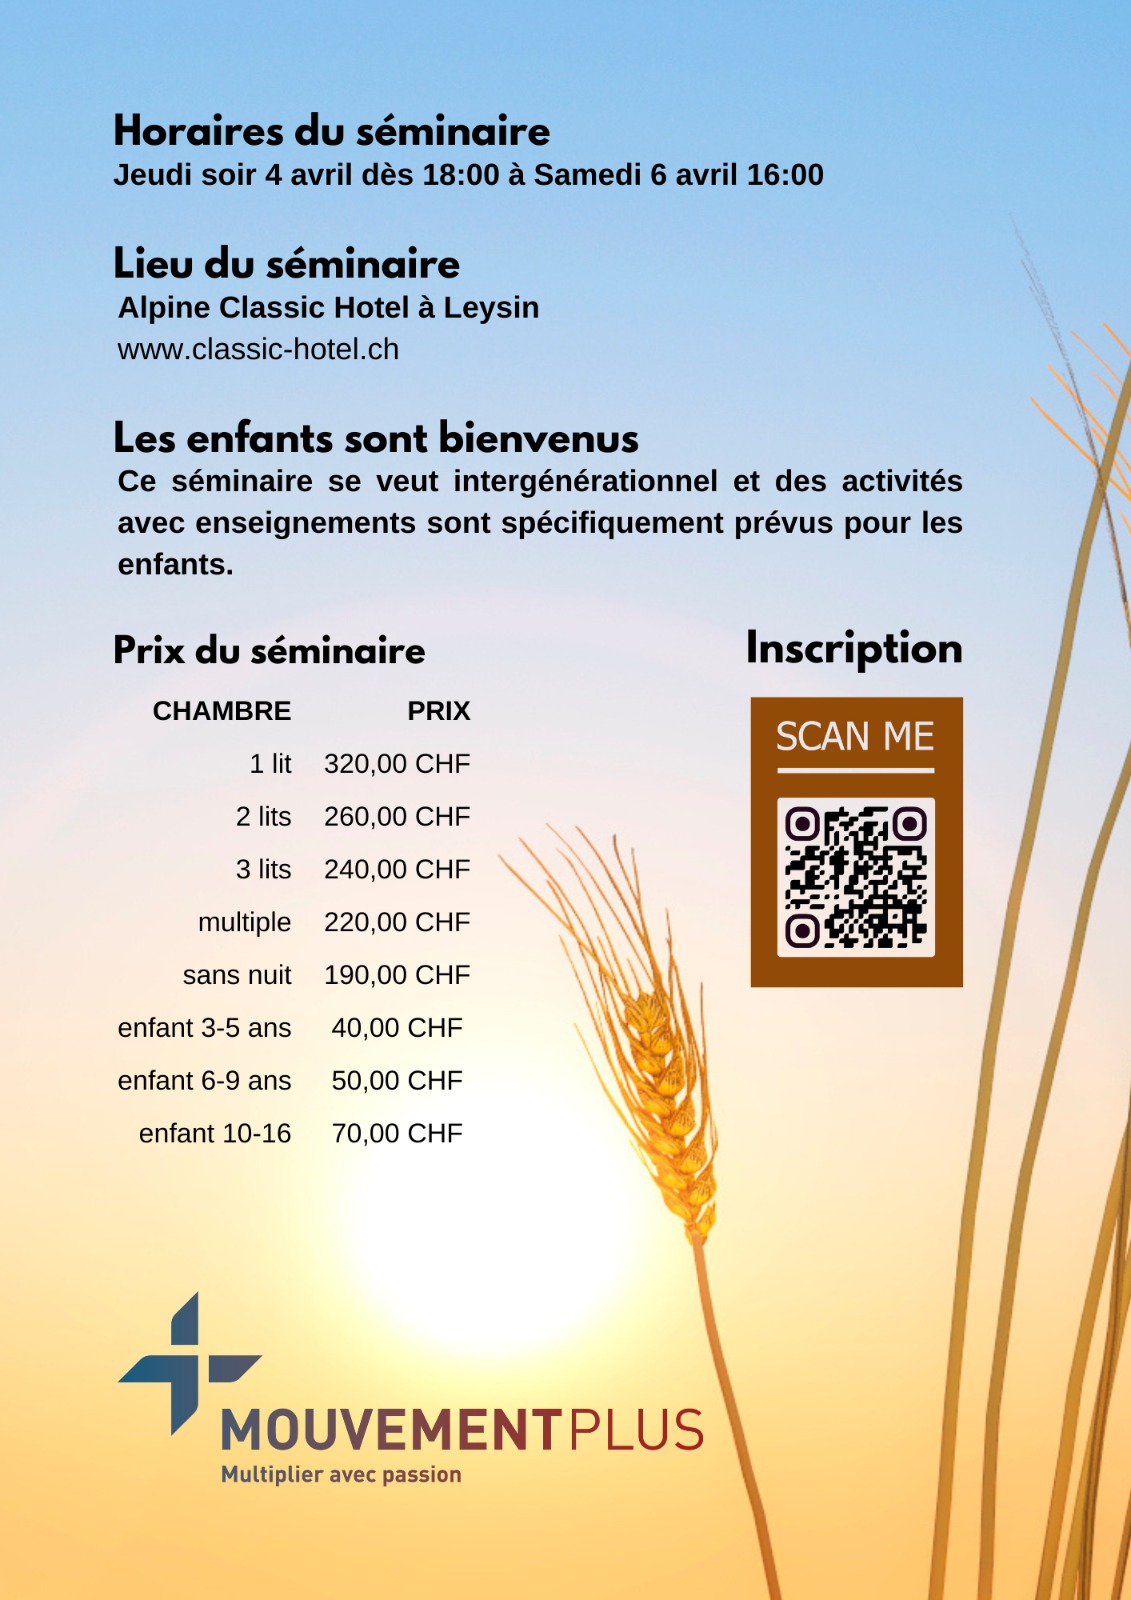 Horaires du séminaire
Jeudi soir 4 avril dès 18:00 à Samedi 6 avril 16:00
Lieu du séminaire
Alpine Classic Hotel à Leysin
www.classic-hotel.ch
Les enfants sont bienvenus
Ce séminaire se veut intergénérationnel et des activités
avec enseignements sont spécifiquement prévus pour les
enfants.
Prix du séminaire
CHAMBRE PRIX
1 lit 320,00 CHF
2 lits 260,00 CHF
3 lits 240,00 CHF
multiple 220,00 CHF
sans nuit 190,00 CHF
enfant 3-5 ans 40,00 CHF
enfant 6-9 ans 50,00 CHF
enfant 10-16 70,00 CHF
Inscription
SCAN ME
MOUVEMENTPLUS
Multiplier avec passion